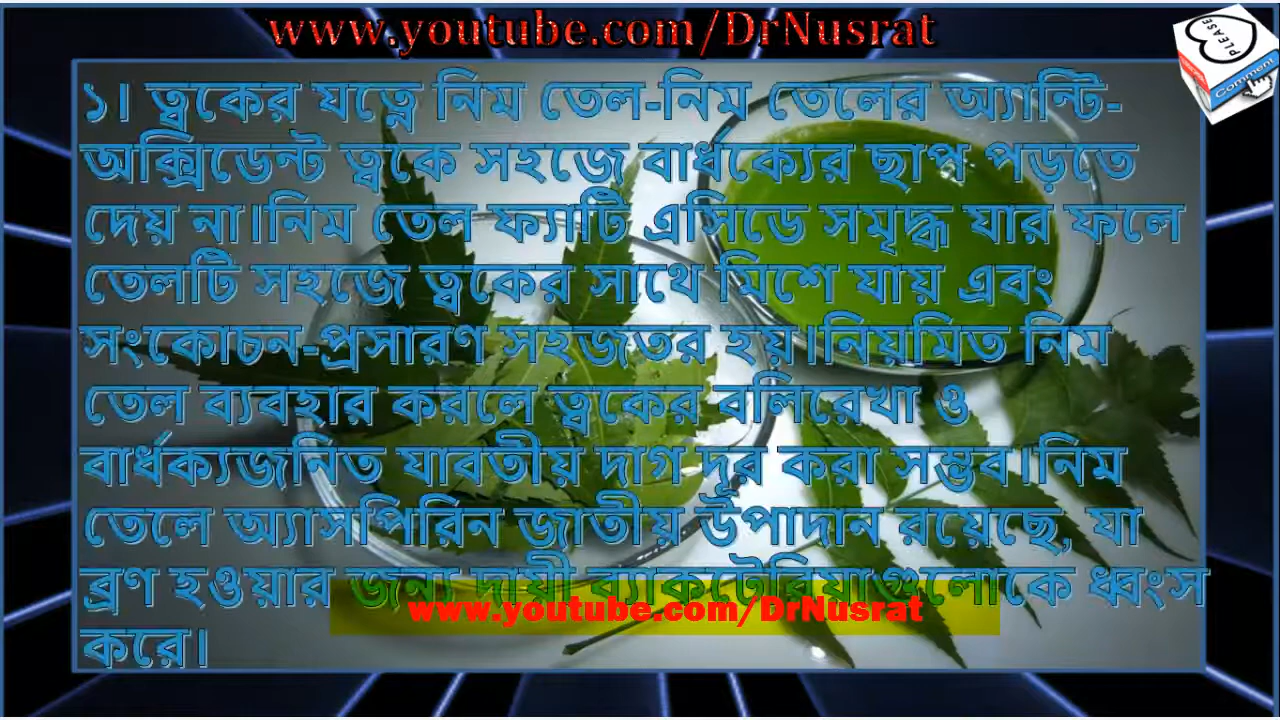 www.youtube.com/DrNusrat
PLEASE
Comment
১। ত্বকের যত্নে নিম তেল-নিম তেলের অ্যান্টি-
অক্সিডেন্ট ত্বকে সহজে বার্ধক্যের ছাপ পড়তে
দেয় না।নিম তেল ফ্যাটি এসিডে সমৃদ্ধ যার ফলে
তেলটি সহজে ত্বকের সাথে মিশে যায় এবং
সংকোচন-প্রসারণ সহজতর হয়।নিয়মিত নিম
তেল ব্যবহার করলে ত্বকের বলিরেখা ও
বার্ধক্যজনিত যাবতীয় দাগ দূর করা সম্ভব।নিম
তেলে অ্যাসপিরিন জাতীয় উপাদান রয়েছে, যা
ব্রণ হওয়ার জন্য দায়ী ব্যাকটেরিয়াগুলোকে ধ্বংস
www.youtube.com/DrNusrat
করে।